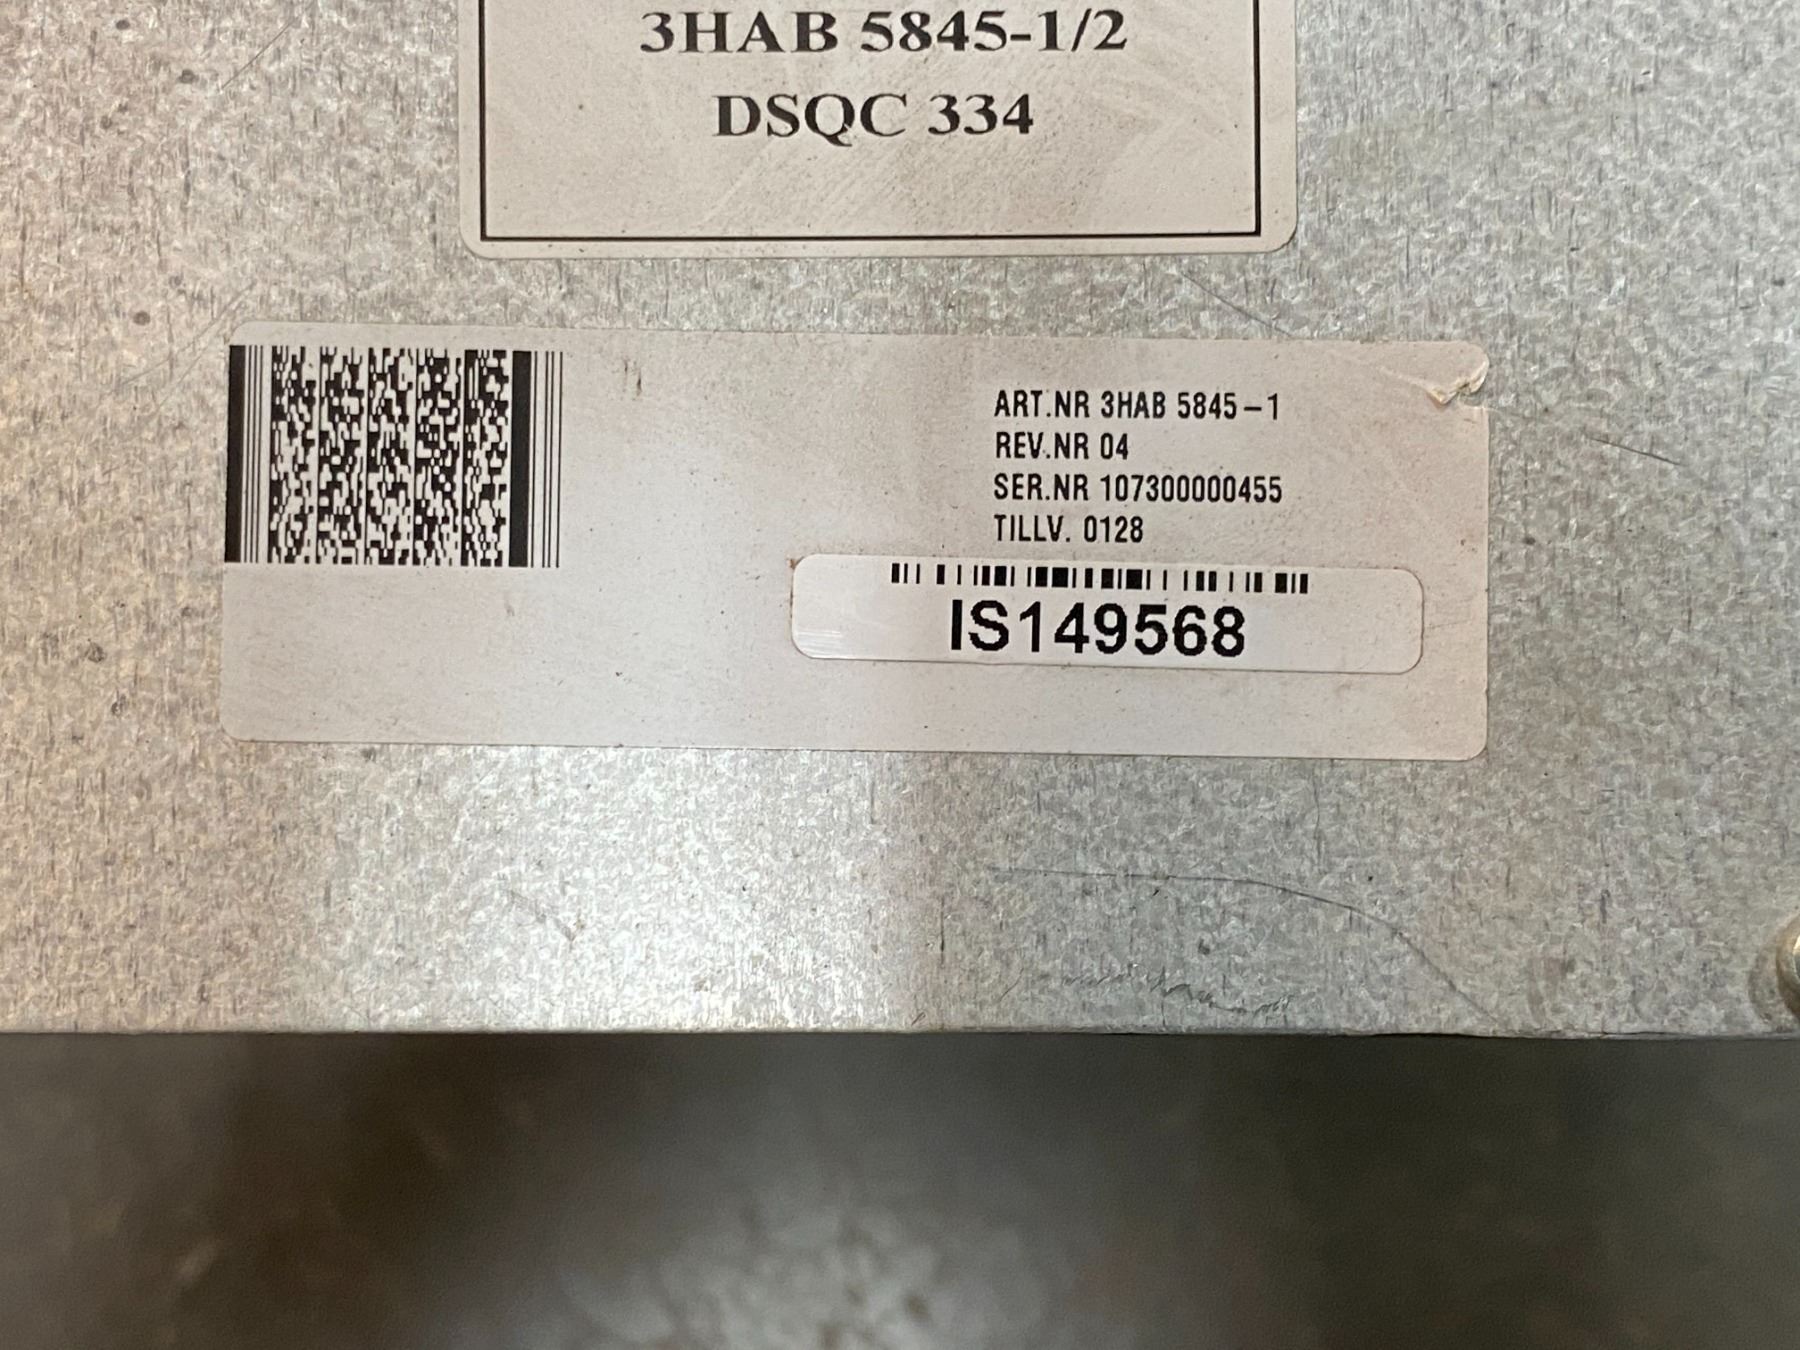 3HAB 5845-1/2
DSQC 334
ART.NR 3HAB 5845-1
REV.NR 04
SER.NR 107300000455
TILLV. 0128
IS149568